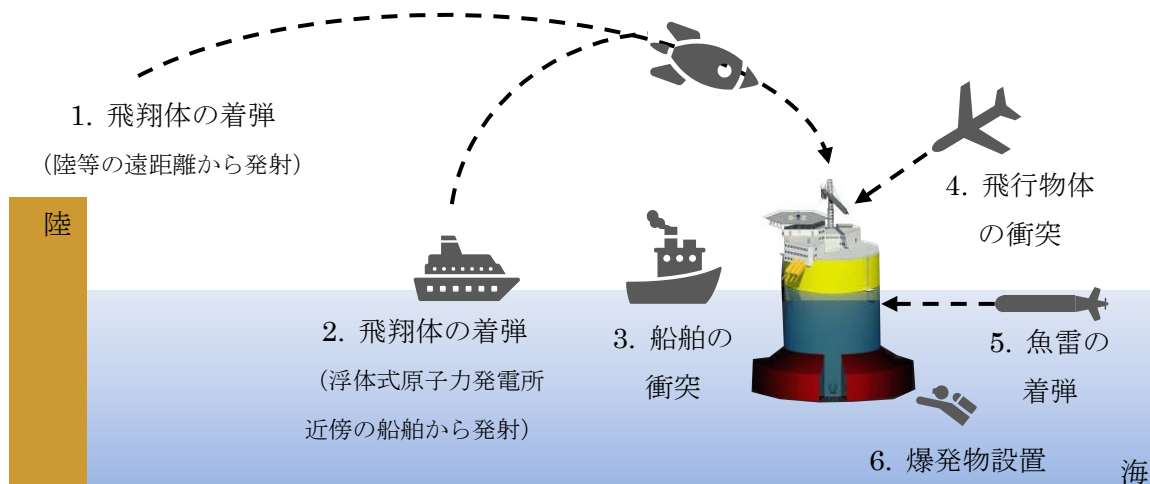 1. 飛翔体の着弾
（陸等の遠距離から発射）
陸
2. 飛翔体の着弾
（浮体式原子力発電所
近傍の船舶から発射）
3. 船舶の
衝突
4. 飛行物体
の衝突
5. 魚雷の
着弾
6. 爆発物設置
海